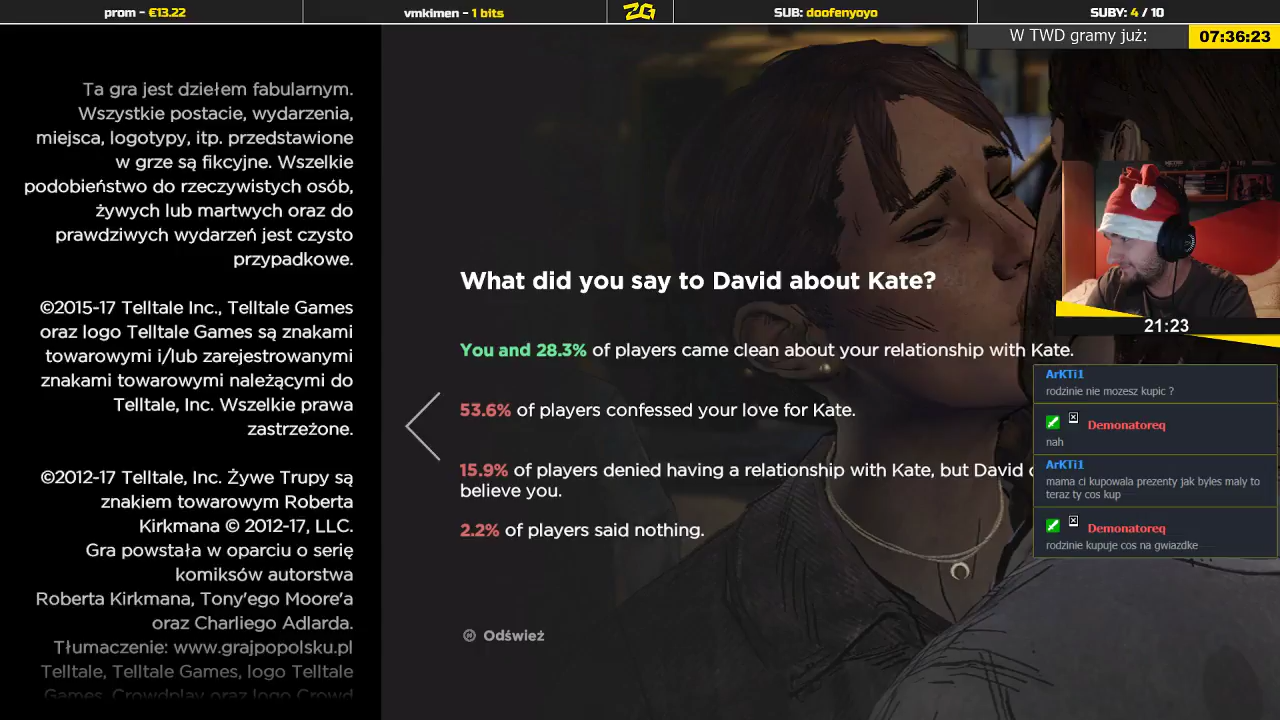 prom - €13.22
vmkimen - 1 bits
ZG
SUB: doofenyoyo
SUBY: 4 / 10
W TWD gramy już:
07:36:23
Ta gra jest dziełem fabularnym.
Wszystkie postacie, wydarzenia,
miejsca, logotypy, itp. przedstawione
w grze są fikcyjne. Wszelkie
podobieństwo do rzeczywistych osób,
żywych lub martwych oraz do
prawdziwych wydarzeń jest czysto
przypadkowe.
©2015-17 Telltale Inc., Telltale Games
oraz logo Telltale Games są znakami
towarowymi i/lub zarejestrowanymi
znakami towarowymi należącymi do
Telltale, Inc. Wszelkie prawa
zastrzeżone.
©2012-17 Telltale, Inc. Żywe Trupy są
znakiem towarowym Roberta
Kirkmana © 2012-17, LLC.
Gra powstała w oparciu o serię
komiksów autorstwa
Roberta Kirkmana, Tony'ego Moore'a
oraz Charliego Adlarda.
Tłumaczenie: www.grajpopolsku.pl
Telltale, Telltale Games, logo Telltale
Games, Crowdplay oraz logo Crowd
What did you say to David about Kate?
You and 28.3% of players came clean about your relationship with Kate.
53.6% of players confessed your love for Kate.
15.9% of players denied having a relationship with Kate, but David
believe you.
2.2% of players said nothing.
Odśwież
21:23
ArKTi1
rodzinie nie mozesz kupic ?
Demonatoreq
nah
ArKTi1
mama ci kupowala prezenty jak byles maly to
teraz ty cos kup
Demonatoreq
rodzinie kupuje cos na gwiazdke